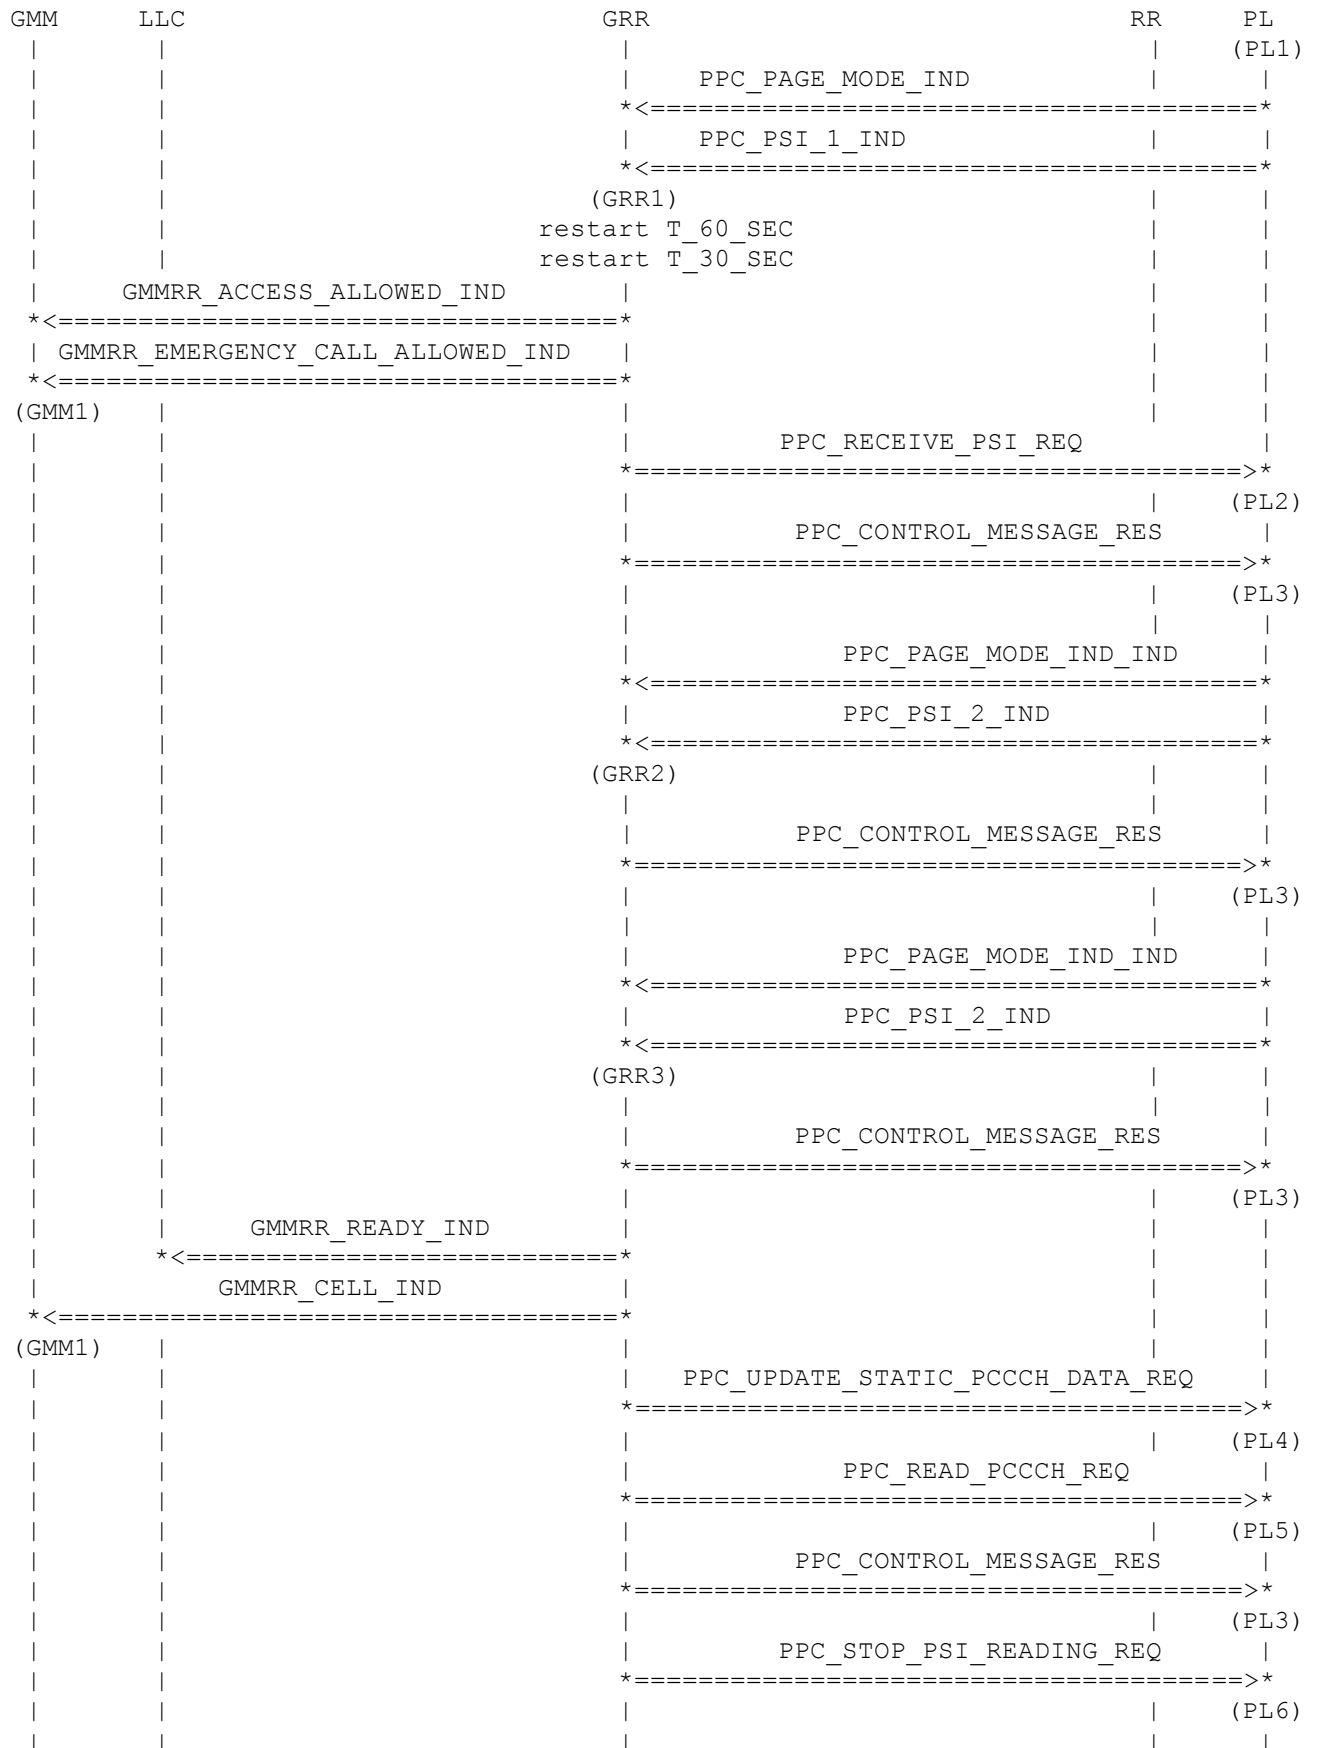 GMM     LLC                          GRR                               RR     PL
 |       |                            |                                |    (PL1)
 |       |                            |    PPC_PAGE_MODE_IND           |      |
 |       |                            *<======================================*
 |       |                            |    PPC_PSI_1_IND               |      |
 |       |                            *<======================================*
 |       |                          (GRR1)                             |      |
 |       |                       restart T_60_SEC                      |      |
 |       |                       restart T_30_SEC                      |      |
 |     GMMRR_ACCESS_ALLOWED_IND       |                                |      |
 *<===================================*                                |      |
 | GMMRR_EMERGENCY_CALL_ALLOWED_IND   |                                |      |
 *<===================================*                                |      |
(GMM1)   |                            |                                |      |
 |       |                            |         PPC_RECEIVE_PSI_REQ           |
 |       |                            *======================================>*
 |       |                            |                                |    (PL2)
 |       |                            |          PPC_CONTROL_MESSAGE_RES      |
 |       |                            *======================================>*
 |       |                            |                                |    (PL3)
 |       |                            |                                |      |
 |       |                            |             PPC_PAGE_MODE_IND_IND     |
 |       |                            *<======================================*
 |       |                            |             PPC_PSI_2_IND             |
 |       |                            *<======================================*
 |       |                          (GRR2)                             |      |
 |       |                            |                                |      |
 |       |                            |          PPC_CONTROL_MESSAGE_RES      |
 |       |                            *======================================>*
 |       |                            |                                |    (PL3)
 |       |                            |                                |      |
 |       |                            |             PPC_PAGE_MODE_IND_IND     |
 |       |                            *<======================================*
 |       |                            |             PPC_PSI_2_IND             |
 |       |                            *<======================================*
 |       |                          (GRR3)                             |      |
 |       |                            |                                |      |
 |       |                            |          PPC_CONTROL_MESSAGE_RES      |
 |       |                            *======================================>*
 |       |                            |                                |    (PL3)
 |       |     GMMRR_READY_IND        |                                |      |
 |       *<===========================*                                |      |
 |           GMMRR_CELL_IND           |                                |      |
 *<===================================*                                |      |
(GMM1)   |                            |                                |      |
 |       |                            |   PPC_UPDATE_STATIC_PCCCH_DATA_REQ    |
 |       |                            *======================================>*
 |       |                            |                                |    (PL4)
 |       |                            |             PPC_READ_PCCCH_REQ        |
 |       |                            *======================================>*
 |       |                            |                                |    (PL5)
 |       |                            |          PPC_CONTROL_MESSAGE_RES      |
 |       |                            *======================================>*
 |       |                            |                                |    (PL3)
 |       |                            |         PPC_STOP_PSI_READING_REQ      |
 |       |                            *======================================>*
 |       |                            |                                |    (PL6)
 |       |                            |                                |      |